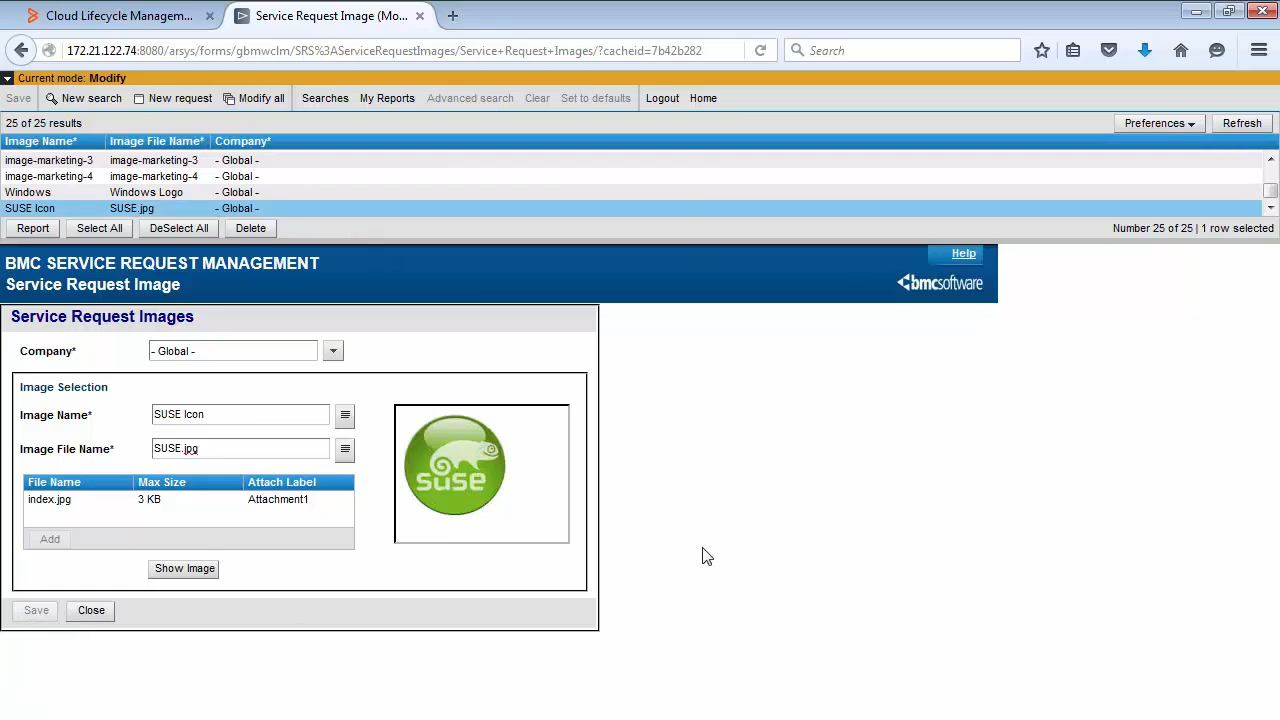 Cloud Lifecycle Managem... Service Request Image (Mo...
172.21.122.74:8080/arsys/forms/gbmwclm/SRS%3AServiceRequestImages/Service+Request+Images/?cacheid=7b42b282 Search
Current mode: Modify
Save New search New request Modify all Searches My Reports Advanced search Clear Set to defaults Logout Home
25 of 25 results Preferences Refresh
Image Name* Image File Name* Company*
image-marketing-3 image-marketing-3 - Global -
image-marketing-4 image-marketing-4 - Global -
Windows Windows Logo - Global -
SUSE Icon SUSE.jpg - Global -
Report Select All DeSelect All Delete Number 25 of 25 | 1 row selected
BMC SERVICE REQUEST MANAGEMENT Help
Service Request Image bmcsoftware
Service Request Images
Company* - Global -
Image Selection
Image Name* SUSE Icon
Image File Name* SUSE.jpg
suse
File Name Max Size Attach Label
index.jpg 3 KB Attachment1
Add
Show Image
Save Close